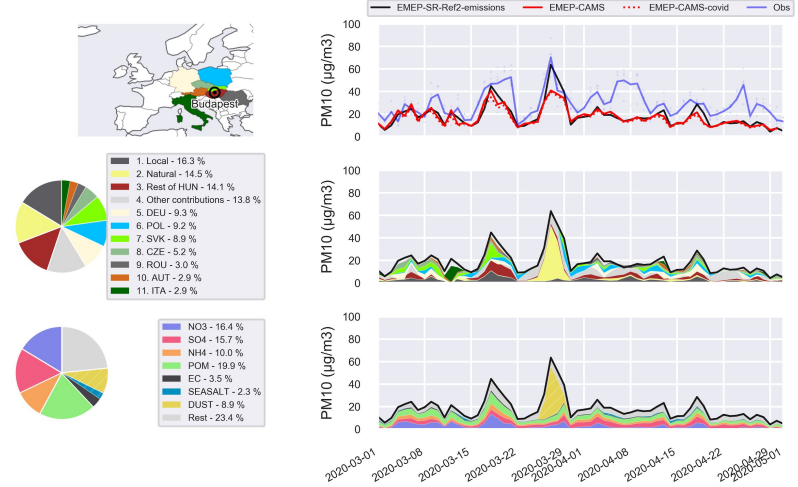 EMEP-SR-Ref2-emissions EMEP-CAMS EMEP-CAMS-covid Obs
Budapest
PM10 (µg/m3)
100
80
60
40
20
0
1. Local - 16.3 %
2. Natural - 14.5 %
3. Rest of HUN - 14.1 %
4. Other contributions - 13.8 %
5. DEU - 9.3 %
6. POL - 9.2 %
7. SVK - 8.9 %
8. CZE - 5.2 %
9. ROU - 3.0 %
10. AUT - 2.9 %
11. ITA - 2.9 %
PM10 (µg/m3)
100
80
60
40
20
0
NO3 - 16.4 %
SO4 - 15.7 %
NH4 - 10.0 %
POM - 19.9 %
EC - 3.5 %
SEASALT - 2.3 %
DUST - 8.9 %
Rest - 23.4 %
PM10 (µg/m3)
100
80
60
40
20
0
2020-03-01
2020-03-08
2020-03-15
2020-03-22
2020-03-29
2020-04-01
2020-04-08
2020-04-15
2020-04-22
2020-04-29
2020-05-01